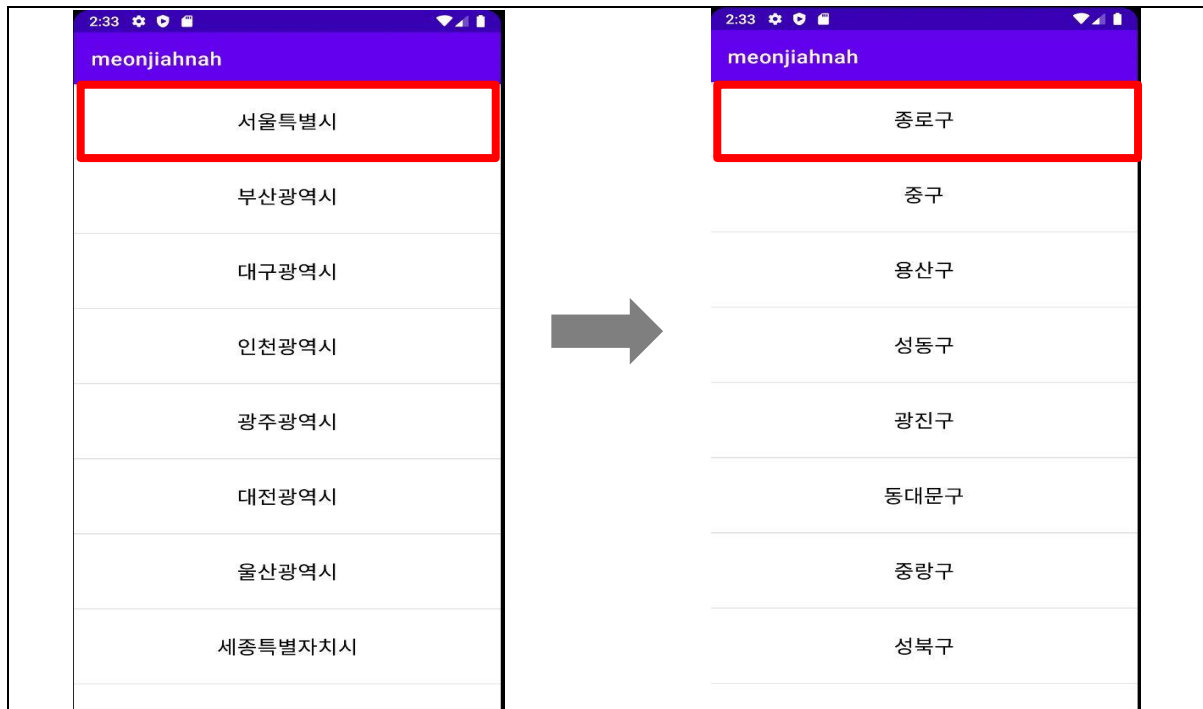 2:33
meonjiahnah
서울특별시
부산광역시
대구광역시
인천광역시
광주광역시
대전광역시
울산광역시
세종특별자치시
2:33
meonjiahnah
종로구
중구
용산구
성동구
광진구
동대문구
중랑구
성북구